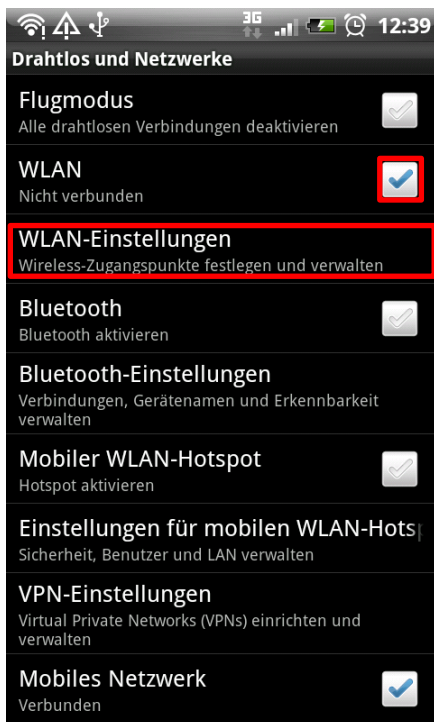 3G 12:39
Drahtlos und Netzwerke
Flugmodus
Alle drahtlosen Verbindungen deaktivieren
WLAN
Nicht verbunden
WLAN-Einstellungen
Wireless-Zugangspunkte festlegen und verwalten
Bluetooth
Bluetooth aktivieren
Bluetooth-Einstellungen
Verbindungen, Gerätenamen und Erkennbarkeit
verwalten
Mobiler WLAN-Hotspot
Hotspot aktivieren
Einstellungen für mobilen WLAN-Hotsp
Sicherheit, Benutzer und LAN verwalten
VPN-Einstellungen
Virtual Private Networks (VPNs) einrichten und
verwalten
Mobiles Netzwerk
Verbunden